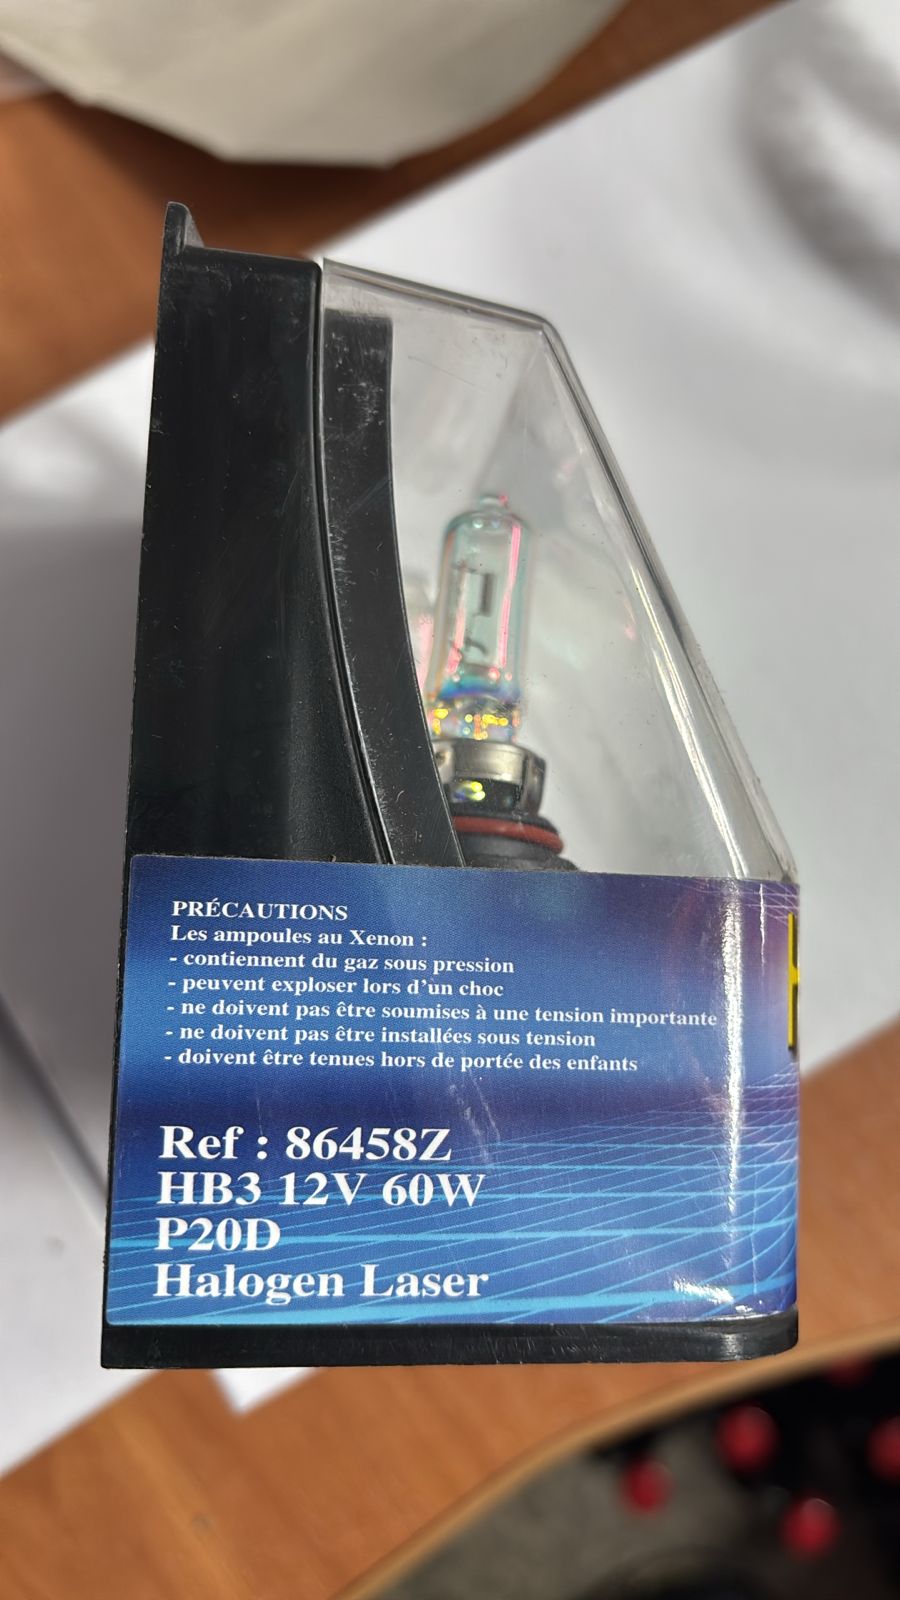 PRÉCAUTIONS
Les ampoules au Xenon :
- contiennent du gaz sous pression
- peuvent exploser lors d'un choc
- ne doivent pas être soumises à une tension importante
- ne doivent pas être installées sous tension
- doivent être tenues hors de portée des enfants
Ref : 86458Z
HB3 12V 60W
P20D
Halogen Laser